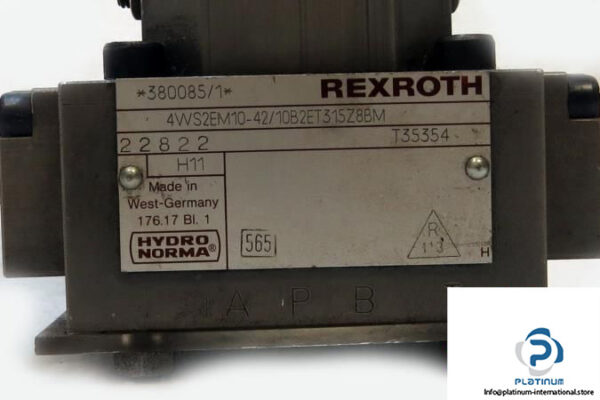 *380085/1*
REXROTH
4WS2EM10-42/10B2ET315Z8BM
22822
T35354
H11
Made in
West-Germany
176.17 Bl. 1
HYDRO
NORMA®
565
R
113
H
A P B
PLATINUM
Info@platinum-international.store